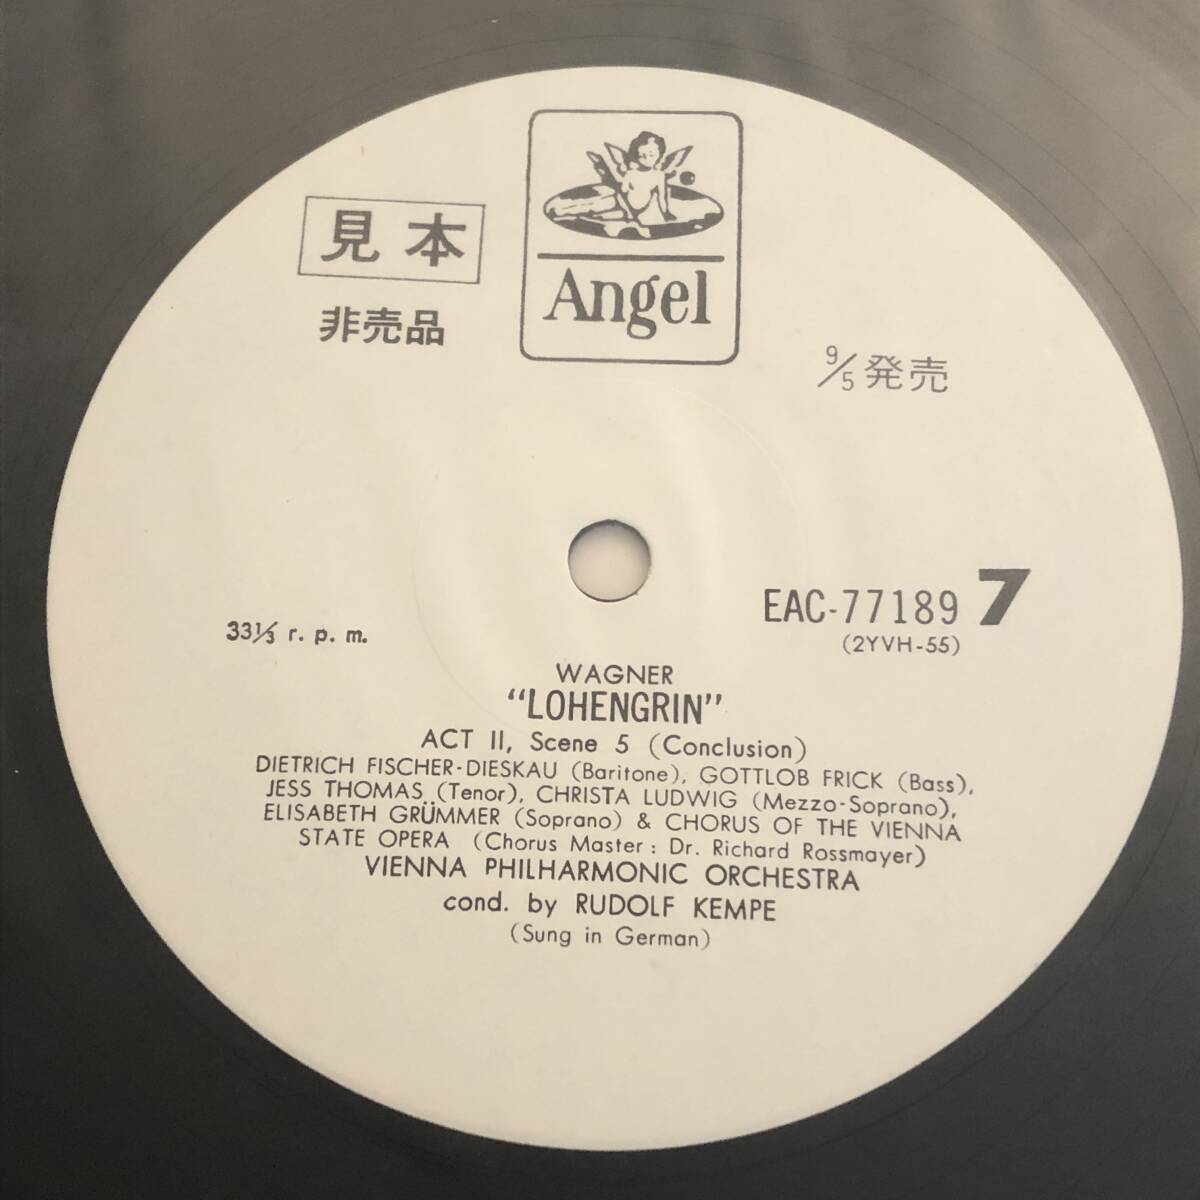 見本
非売品
Angel
9/5発売
33⅓ r. p. m.
EAC-77189 7
(2YVH-55)
WAGNER
"LOHENGRIN"
ACT II, Scene 5 (Conclusion)
DIETRICH FISCHER-DIESKAU (Baritone), GOTTLOB FRICK (Bass),
JESS THOMAS (Tenor), CHRISTA LUDWIG (Mezzo-Soprano),
ELISABETH GRÜMMER (Soprano) & CHORUS OF THE VIENNA
STATE OPERA (Chorus Master : Dr. Richard Rossmayer)
VIENNA PHILHARMONIC ORCHESTRA
cond. by RUDOLF KEMPE
(Sung in German)